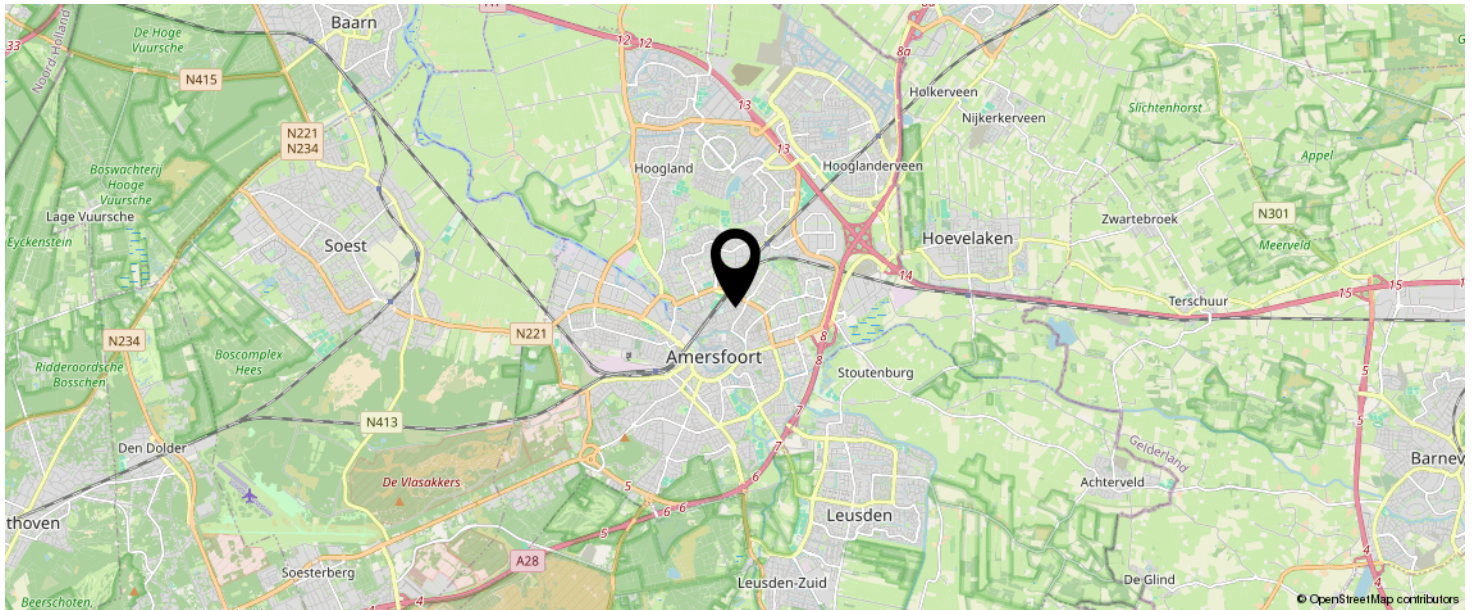 Baarn
De Hoge
Vuursche
33
Noord-Holland
N415
12
12
8a
13
Holkerveen
Nijkerkerveen
Slichtenhorst
N221
N234
13
Hoogland
Hooglanderveen
Appel
Boswachterij
Hooge
Vuursche
Lage Vuursche
Eyckenstein
Soest
Zwartebroek
N301
Meerveld
Hoevelaken
14
15
15
Terschuur
N221
N234
8
8
Amersfoort
Boscomplex
Hees
Ridderoordsche
Bosschen
Stoutenburg
5
5
7
7
N413
Den Dolder
Gelderland
Barnev
De Vlasakkers
5
6
6
6
5
Achterveld
Leusden
thoven
A28
4
4
Soesterberg
Leusden-Zuid
De Glind
4
4
Beerschoten,
© OpenStreetMap contributors